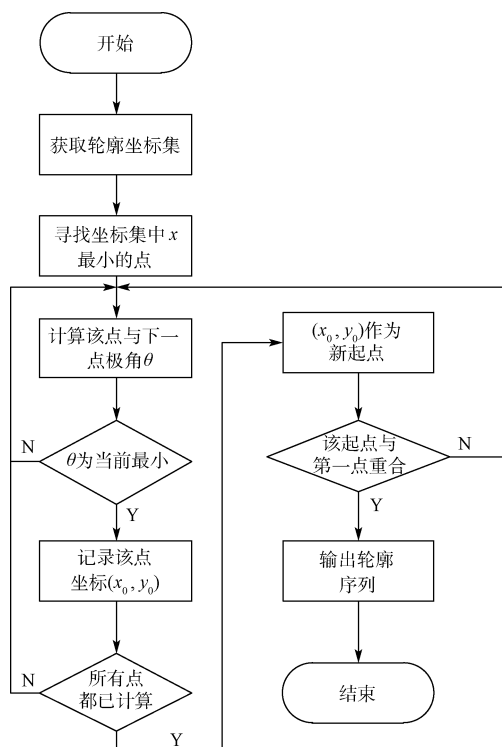 开始
获取轮廓坐标集
寻找坐标集中 x
最小的点
计算该点与下一
点极角θ
N
θ为当前最小
Y
记录该点
坐标(x₀, y₀)
N
所有点
都已计算
Y
(x₀, y₀)作为
新起点
该起点与
第一点重合
N
Y
输出轮廓
序列
结束